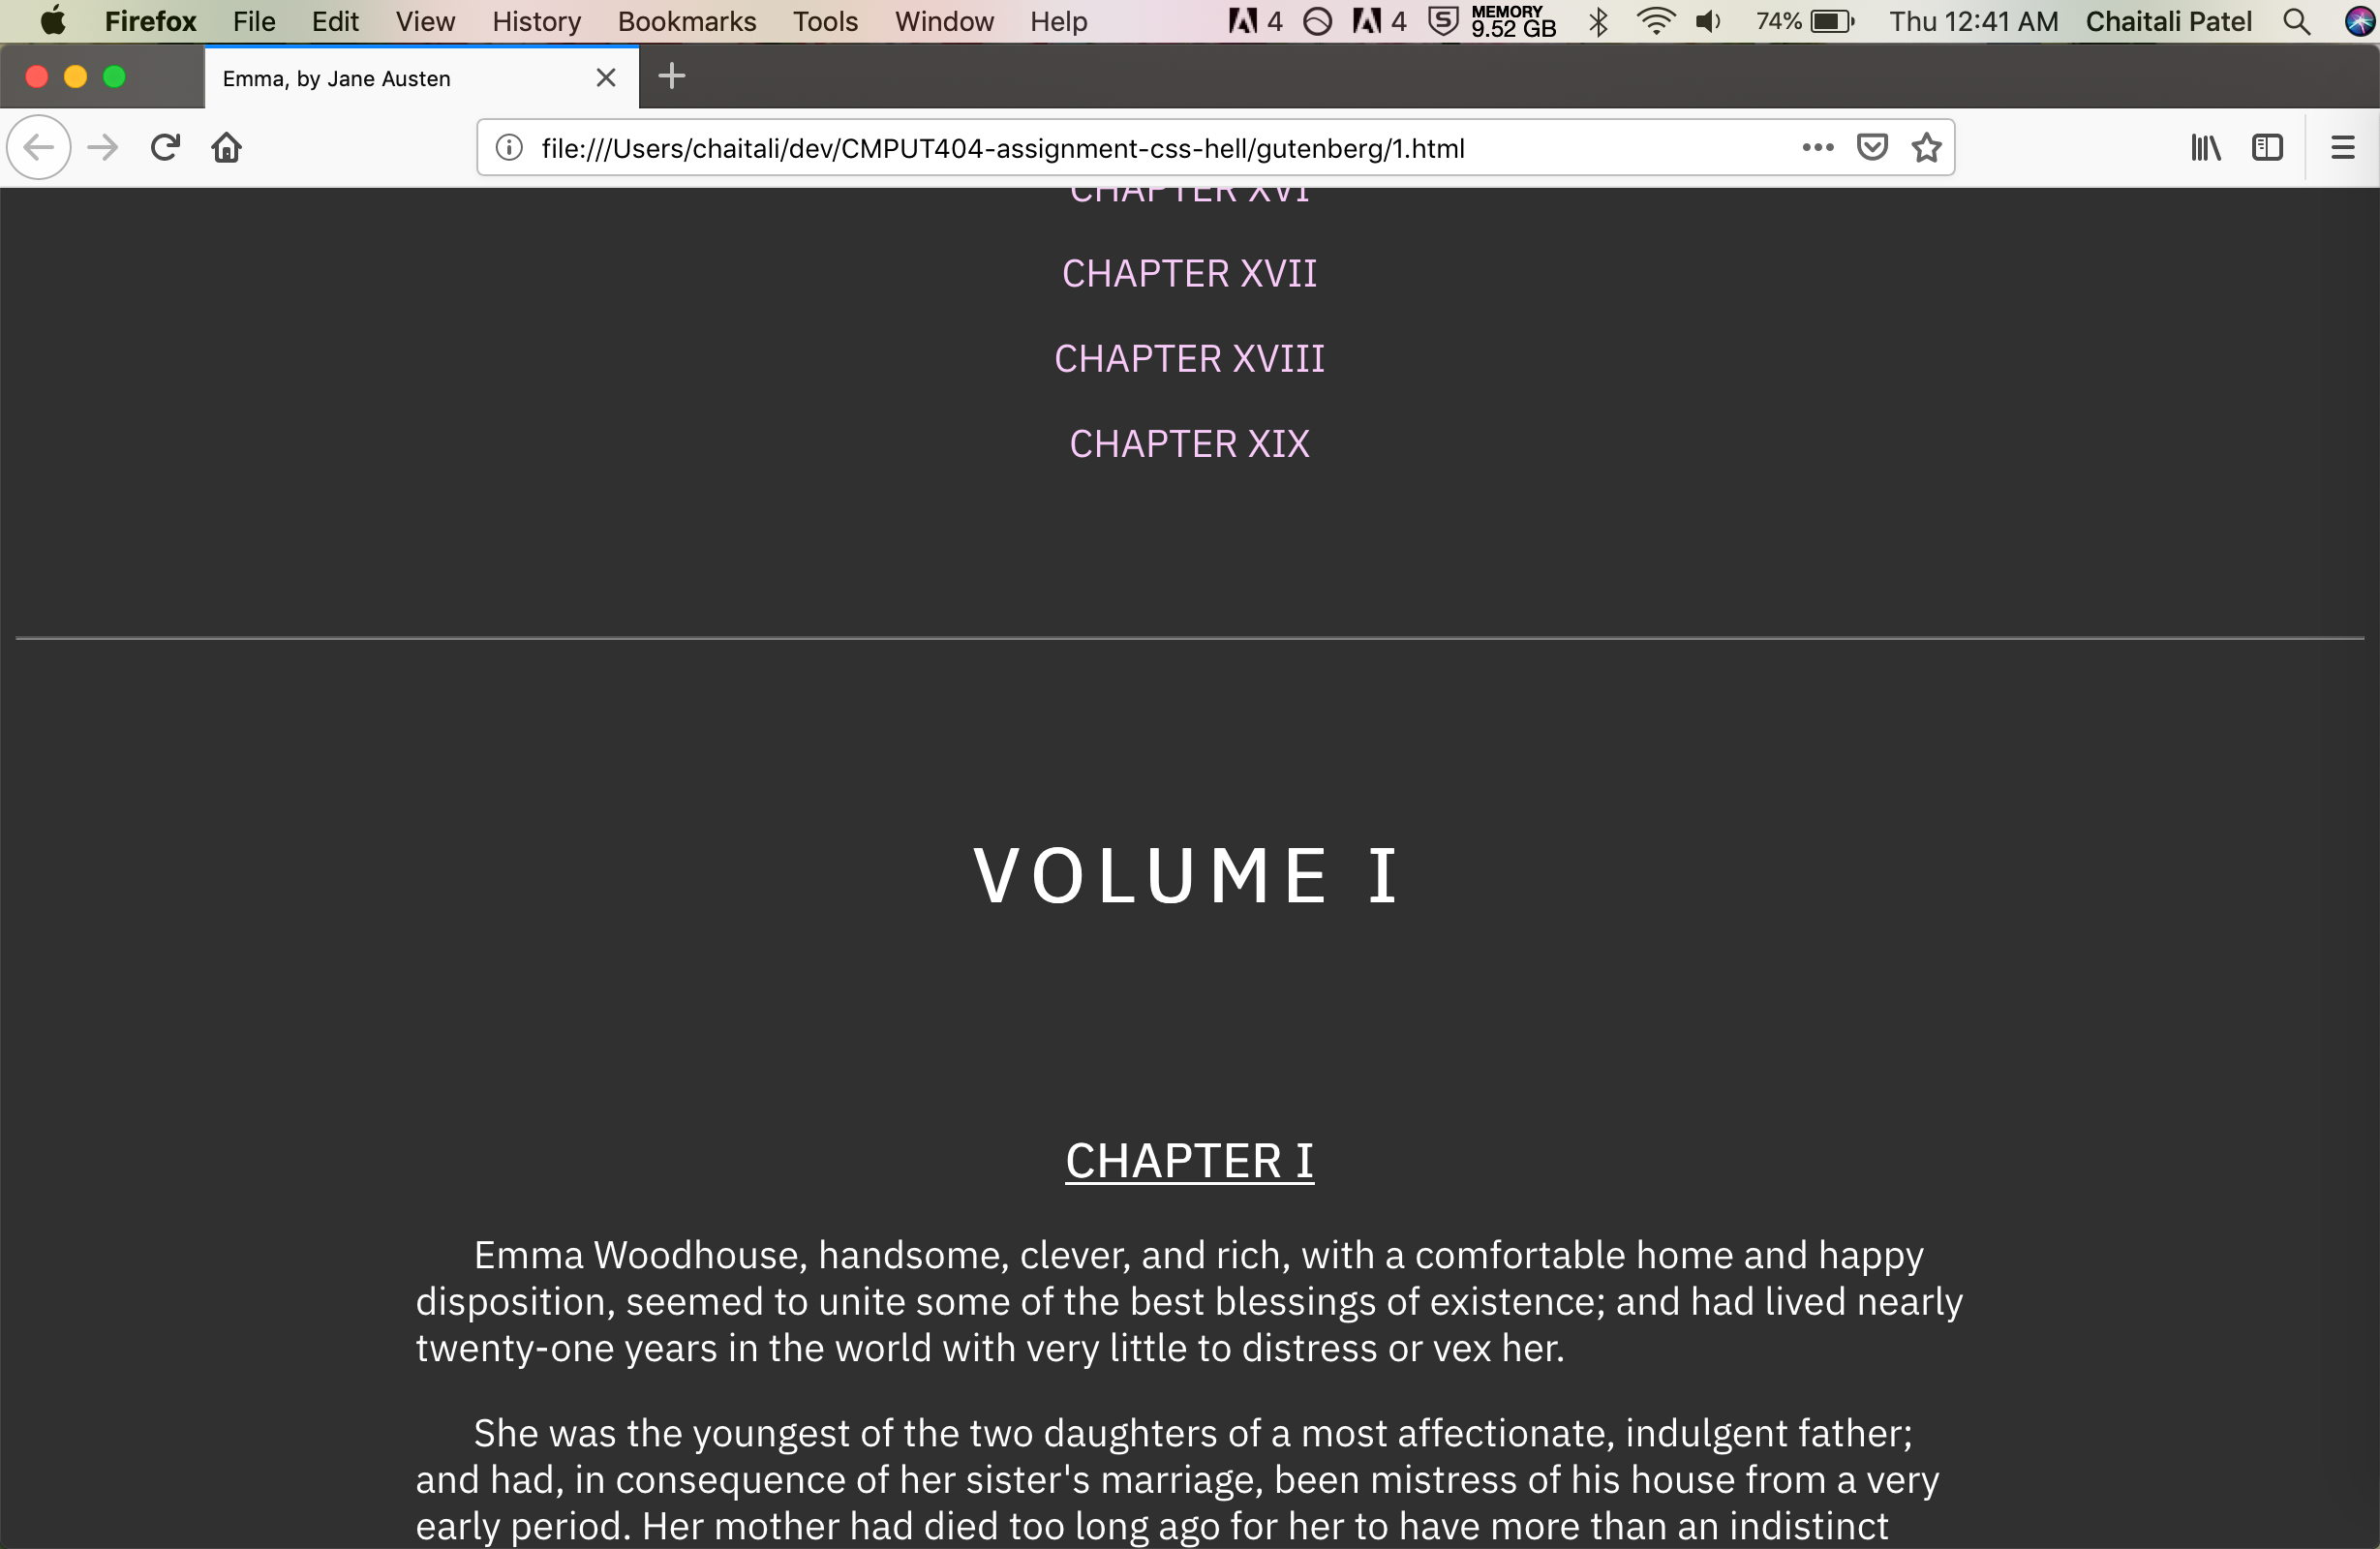 Firefox File Edit View History Bookmarks Tools Window Help 4 4 MEMORY 9.52 GB 74% Thu 12:41 AM Chaitali Patel
Emma, by Jane Austen
file:///Users/chaitali/dev/CMPUT404-assignment-css-hell/gutenberg/1.html
CHAPTER XVI
CHAPTER XVII
CHAPTER XVIII
CHAPTER XIX
VOLUME I
CHAPTER I
Emma Woodhouse, handsome, clever, and rich, with a comfortable home and happy
disposition, seemed to unite some of the best blessings of existence; and had lived nearly
twenty-one years in the world with very little to distress or vex her.
She was the youngest of the two daughters of a most affectionate, indulgent father;
and had, in consequence of her sister's marriage, been mistress of his house from a very
early period. Her mother had died too long ago for her to have more than an indistinct